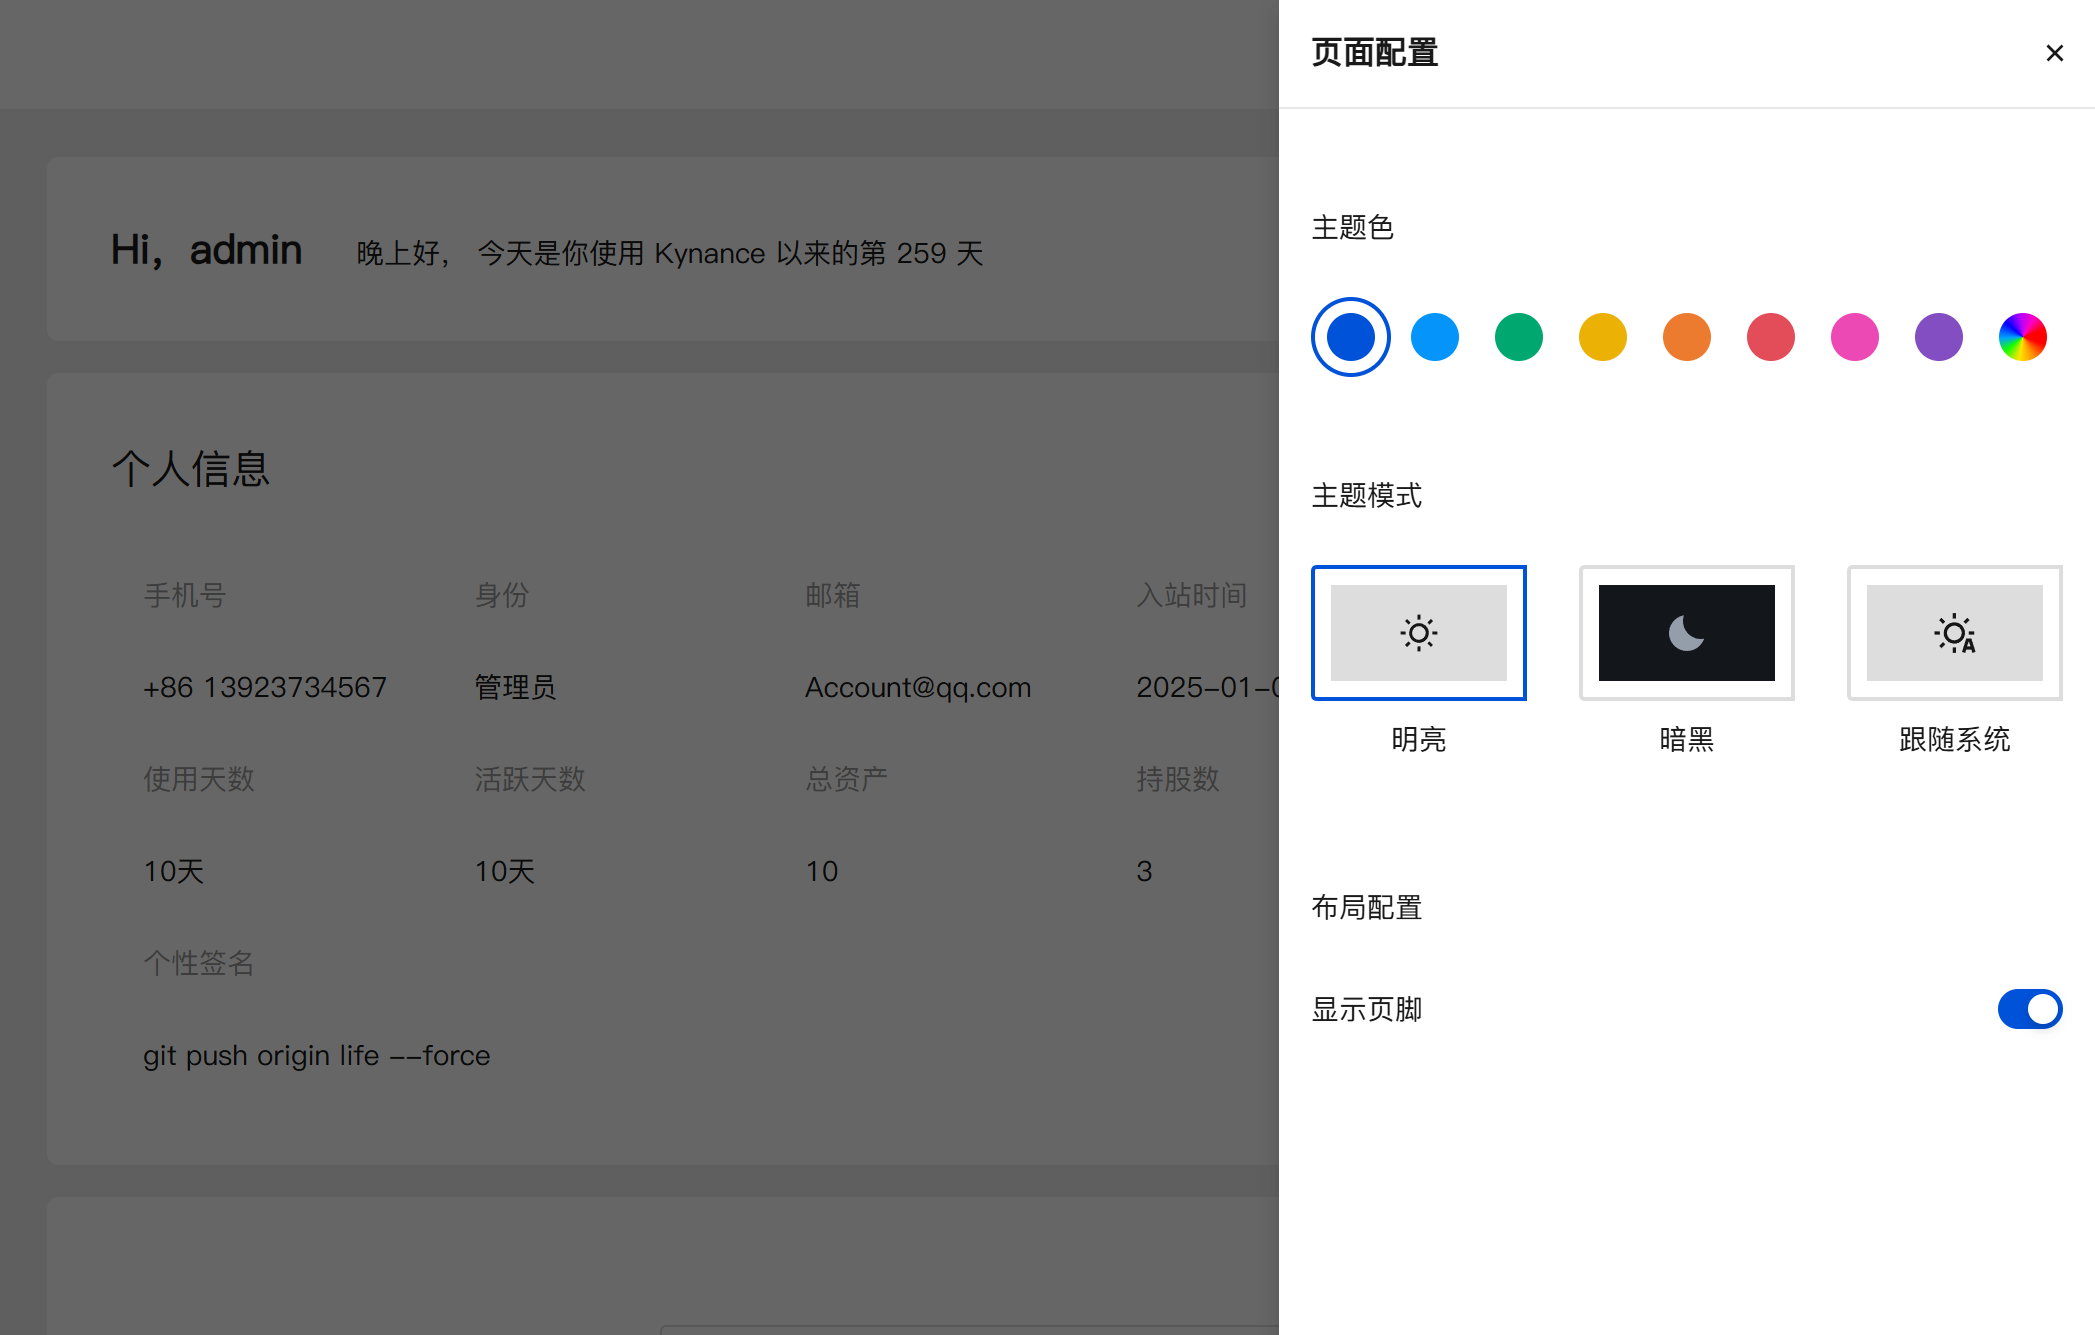 页面配置
Hi，admin 晚上好， 今天是你使用 Kynance 以来的第 259 天
个人信息
手机号 身份 邮箱 入站时间
+86 13923734567 管理员 Account@qq.com 2025-01-
使用天数 活跃天数 总资产 持股数
10天 10天 10 3
个性签名
git push origin life --force
主题色
主题模式
明亮 暗黑 跟随系统
布局配置
显示页脚